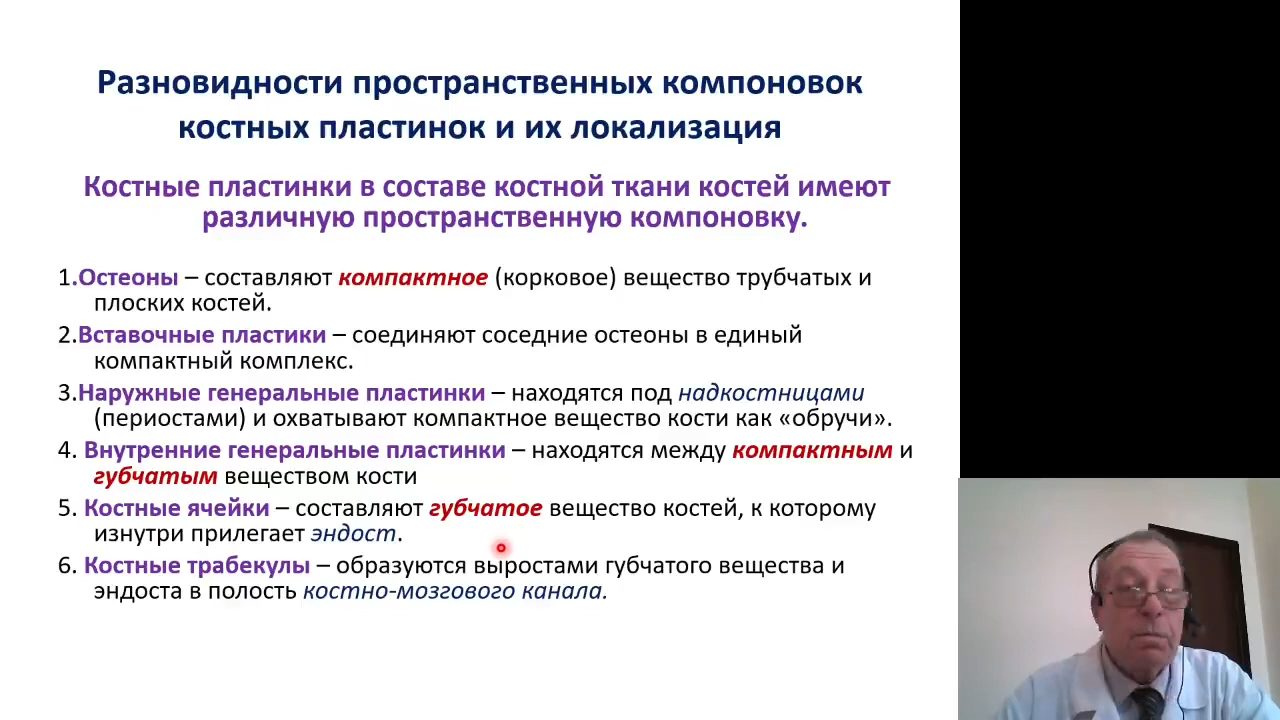 Разновидности пространственных компоновок
костных пластинок и их локализация
Костные пластинки в составе костной ткани костей имеют
различную пространственную компоновку.
1.Остеоны – составляют компактное (корковое) вещество трубчатых и
плоских костей.
2.Вставочные пластики – соединяют соседние остеоны в единый
компактный комплекс.
3.Наружные генеральные пластинки – находятся под надкостницами
(периостами) и охватывают компактное вещество кости как «обручи».
4. Внутренние генеральные пластинки – находятся между компактным и
губчатым веществом кости
5. Костные ячейки – составляют губчатое вещество костей, к которому
изнутри прилегает эндост.
6. Костные трабекулы – образуются выростами губчатого вещества и
эндоста в полость костно-мозгового канала.